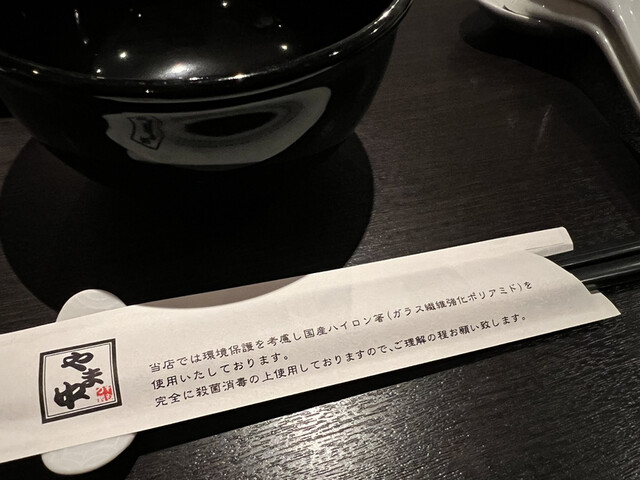 やま中
当店では環境保護を考慮し国産ハイロン箸(ガラス繊維強化ポリアミド)を
使用いたしております。
完全に殺菌消毒の上使用しておりますので、ご理解の程お願い致します。